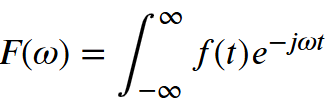 F(ω) = ∫_{-∞}^{∞} f(t)e^{-jωt}